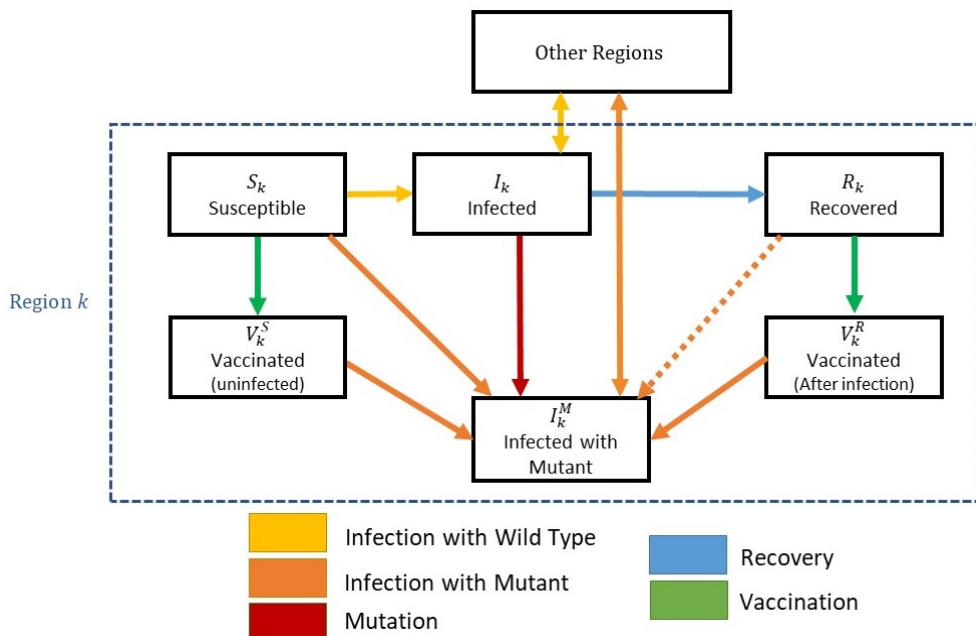 Other Regions
S_k
Susceptible
I_k
Infected
R_k
Recovered
Region k
V_k^S
Vaccinated
(uninfected)
V_k^R
Vaccinated
(After infection)
I_k^M
Infected with
Mutant
Infection with Wild Type
Infection with Mutant
Mutation
Recovery
Vaccination